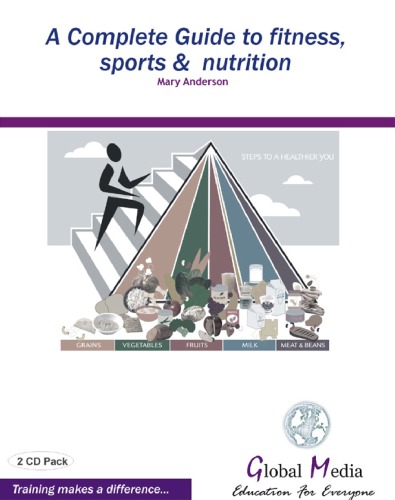 A Complete Guide to fitness,
sports & nutrition
Mary Anderson
STEPS TO A HEALTHIER YOU
GRAINS VEGETABLES FRUITS MILK MEAT & BEANS
2 CD Pack
Training makes a difference...
Global Media
Education For Everyone